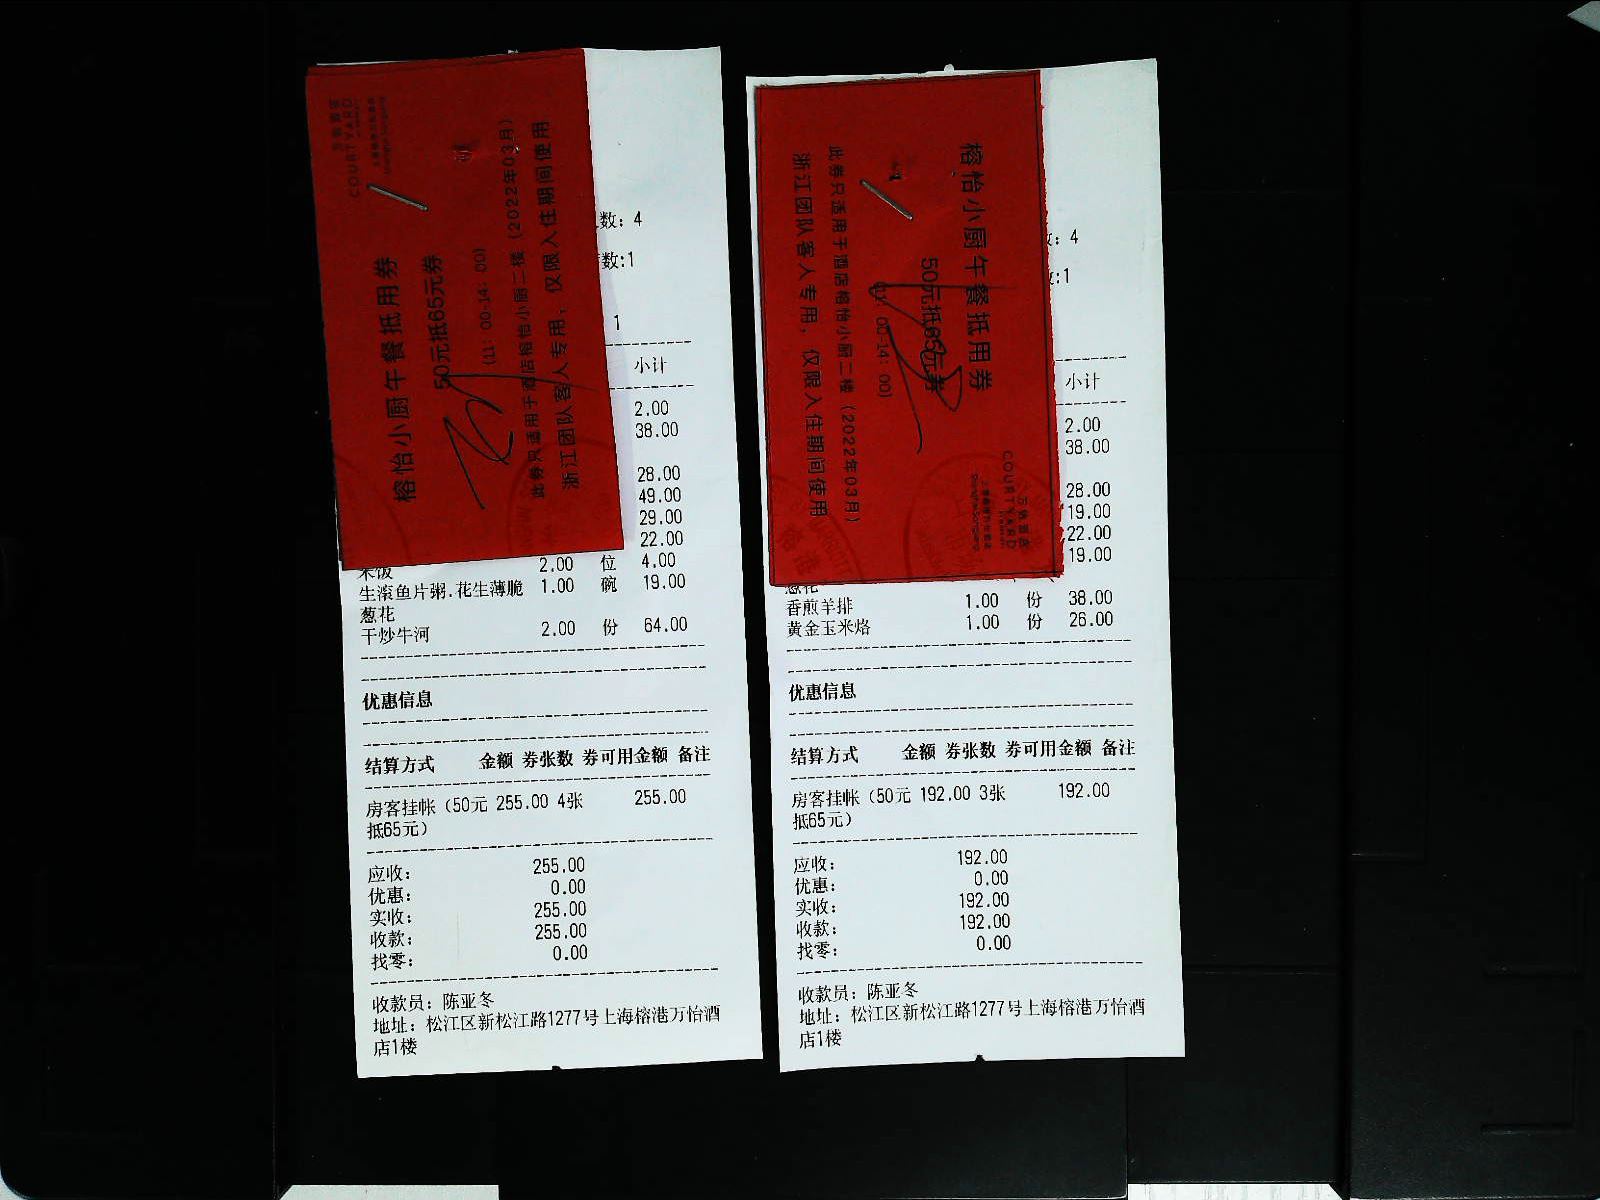 COURTYARD
榕怡小厨午餐抵用券
50元抵65元券
(11: 00-14: 00)
此券只适用于酒店榕怡小厨二楼 (2022年03月)
浙江团队客人专用, 仅限入住期间使用
数: 4
数:1
1
小计
2.00
38.00
28.00
49.00
29.00
22.00
米饭 2.00 位 4.00
生滚鱼片粥.花生薄脆 1.00 碗 19.00
葱花
干炒牛河 2.00 份 64.00
优惠信息
结算方式 金额 券张数 券可用金额 备注
房客挂帐 (50元 255.00 4张 255.00
抵65元)
应收: 255.00
优惠: 0.00
实收: 255.00
收款: 255.00
找零: 0.00
收款员: 陈亚冬
地址: 松江区新松江路1277号上海榕港万怡酒
店1楼
COURTYARD
榕怡小厨午餐抵用券
50元抵65元券
00-14: 00)
此券只适用于酒店榕怡小厨二楼 (2022年03月)
浙江团队客人专用, 仅限入住期间使用
: 4
:1
小计
2.00
38.00
28.00
19.00
22.00
19.00
葱花
香煎羊排 1.00 份 38.00
黄金玉米烙 1.00 份 26.00
优惠信息
结算方式 金额 券张数 券可用金额 备注
房客挂帐 (50元 192.00 3张 192.00
抵65元)
应收: 192.00
优惠: 0.00
实收: 192.00
收款: 192.00
找零: 0.00
收款员: 陈亚冬
地址: 松江区新松江路1277号上海榕港万怡酒
店1楼